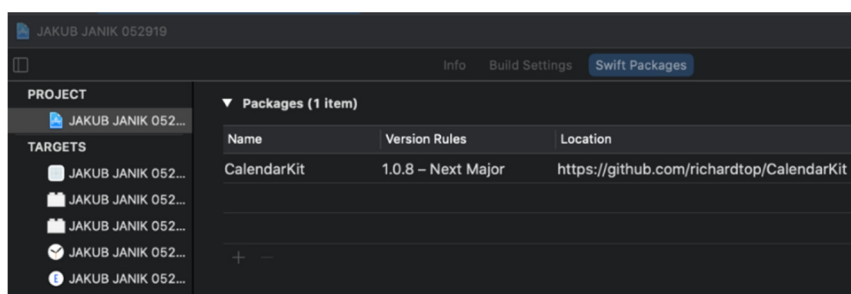 JAKUB JANIK 052919
Info Build Settings Swift Packages
PROJECT
JAKUB JANIK 052...
TARGETS
JAKUB JANIK 052...
JAKUB JANIK 052...
JAKUB JANIK 052...
JAKUB JANIK 052...
E JAKUB JANIK 052...
▼ Packages (1 item)
Name Version Rules Location
CalendarKit 1.0.8 – Next Major https://github.com/richardtop/CalendarKit
+ −